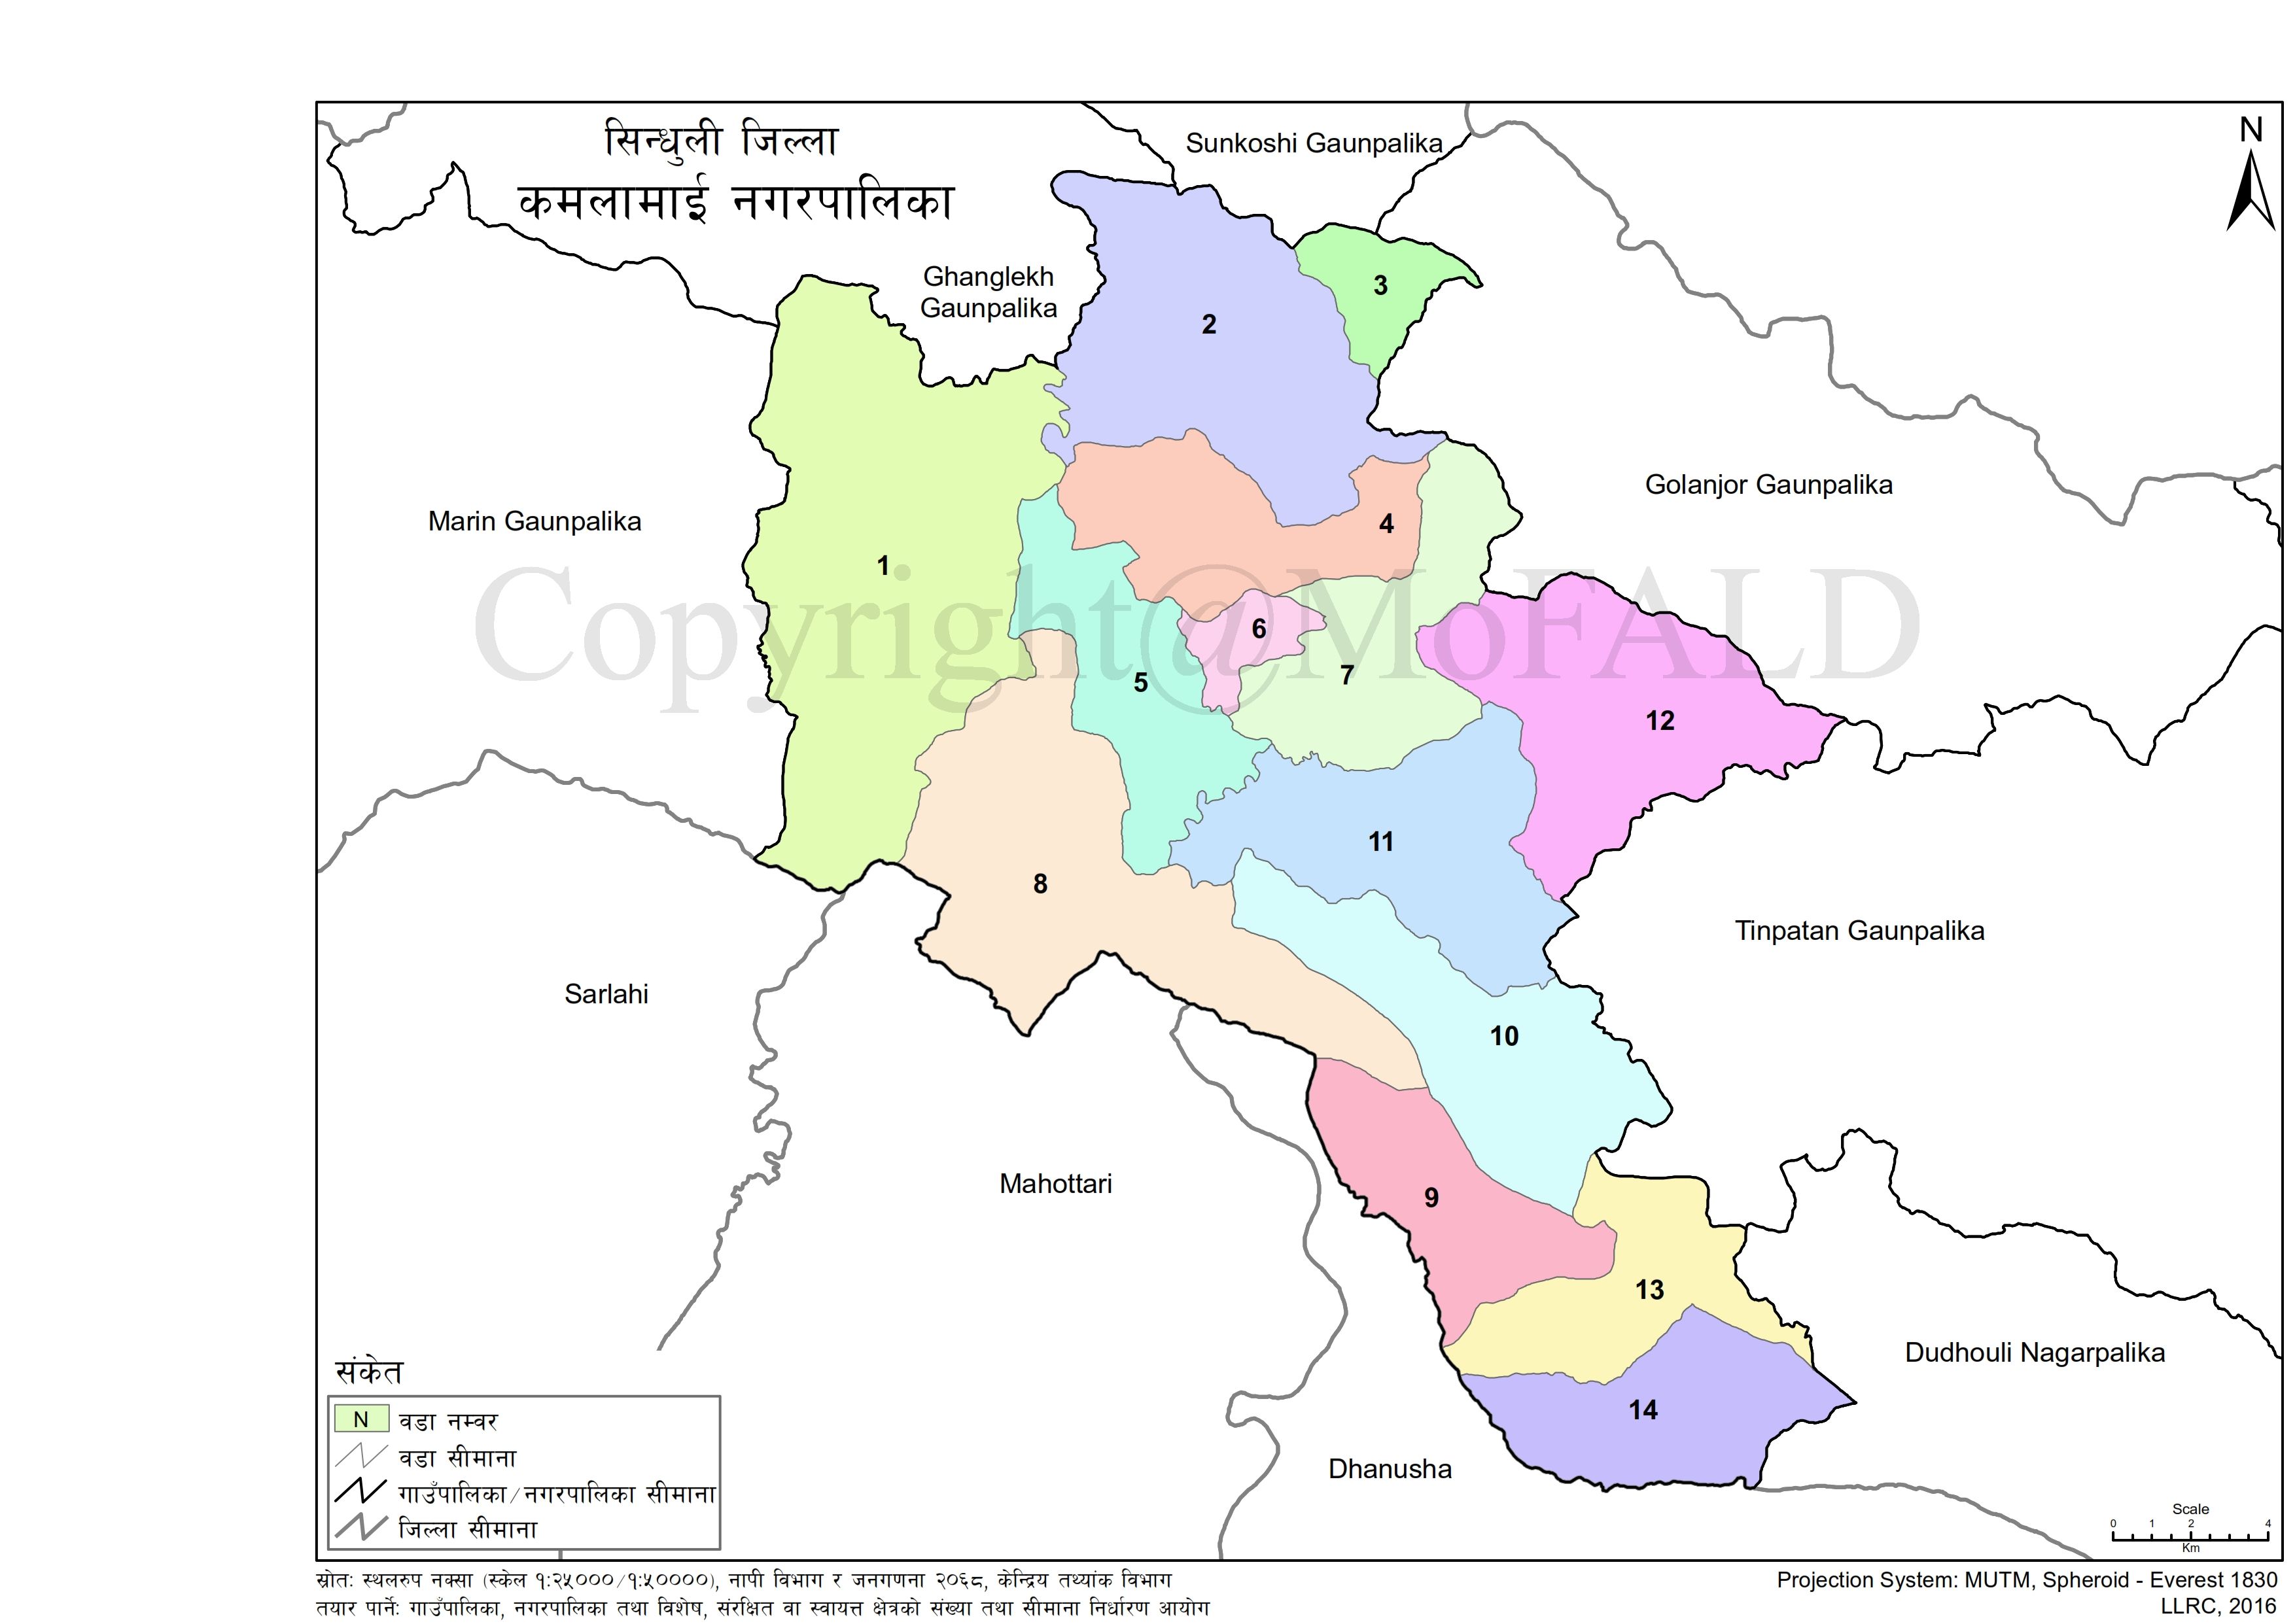 सिन्धुली जिल्ला
कमलामाई नगरपालिका
Sunkoshi Gaunpalika
N
Ghanglekh
Gaunpalika
3
2
Marin Gaunpalika
Golanjor Gaunpalika
4
1
Copyright@MoFALD
6
7
5
12
11
8
Tinpatan Gaunpalika
Sarlahi
10
Mahottari
9
13
Dudhouli Nagarpalika
14
Dhanusha
संकेत
N वडा नम्वर
वडा सीमाना
गाउँपालिका/नगरपालिका सीमाना
जिल्ला सीमाना
Scale
0 1 2 4
Km
स्रोतः स्थलरुप नक्सा (स्केल १:२५०००/१:५००००), नापी विभाग र जनगणना २०६८, केन्द्रिय तथ्यांक विभाग
तयार पार्नेः गाउँपालिका, नगरपालिका तथा विशेष, संरक्षित वा स्वायत्त क्षेत्रको संख्या तथा सीमाना निर्धारण आयोग
Projection System: MUTM, Spheroid - Everest 1830
LLRC, 2016